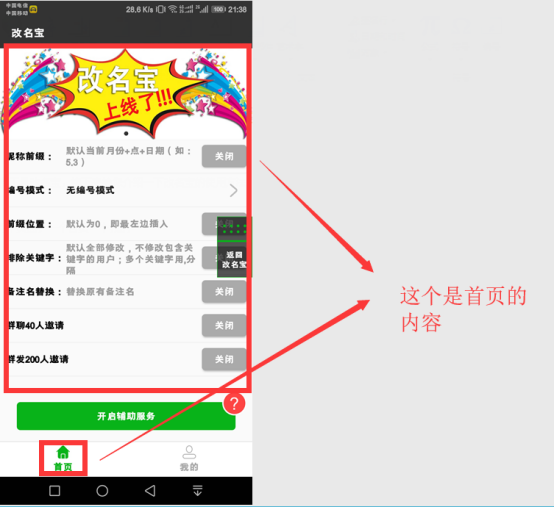 中国电信
中国移动
28.6 K/s
100
21:38
改名宝
改名宝
上线了!!!
昵称前缀：
默认当前月份+点+日期（如：
5.3）
关闭
编号模式：
无编号模式
前缀位置：
默认为0，即最左边插人
返回
改名宝
排除关键字：
默认全部修改，不修改包含关
键字的用户；多个关键字用,分
隔
备注名替换：
替换原有备注名
关闭
群聊40人邀请
关闭
群发200人邀请
关闭
?
开启辅助服务
首页
我的
这个是首页的
内容